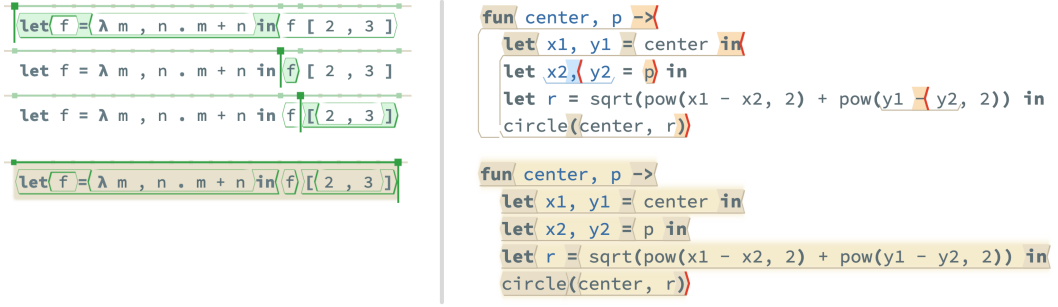 let f = λ m , n . m + n in f [ 2 , 3 ]
let f = λ m , n . m + n in f [ 2 , 3 ]
let f = λ m , n . m + n in f [ 2 , 3 ]
let f = λ m , n . m + n in f [ 2 , 3 ]
fun center, p ->
let x1, y1 = center in
let x2, y2 = p in
let r = sqrt(pow(x1 - x2, 2) + pow(y1 - y2, 2)) in
circle(center, r)
fun center, p ->
let x1, y1 = center in
let x2, y2 = p in
let r = sqrt(pow(x1 - x2, 2) + pow(y1 - y2, 2)) in
circle(center, r)